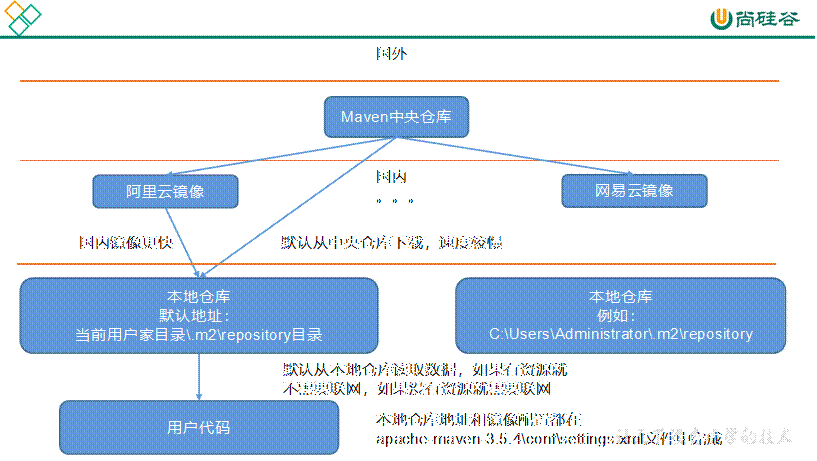 尚硅谷
国外
Maven中央仓库
国内
。。。
阿里云镜像
网易云镜像
国内镜像更快
默认从中央仓库下载，速度较慢
本地仓库
默认地址：
当前用户家目录\.m2\repository目录
本地仓库
例如：
C:\Users\Administrator\.m2\repository
默认从本地仓库读取数据，如果有资源就
不需要联网，如果没有资源就需要联网
用户代码
本地仓库地址和镜像配置都在
apache-maven-3.5.4\conf\settings.xml文件中完成